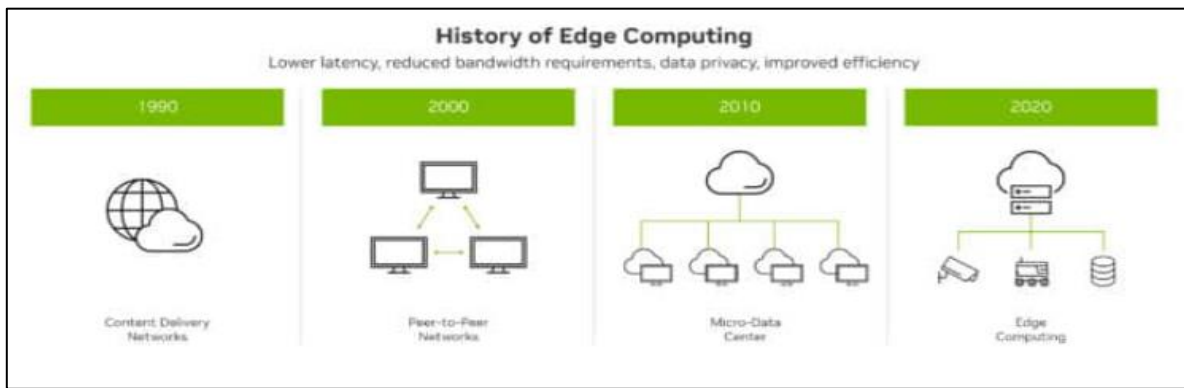 History of Edge Computing
Lower latency, reduced bandwidth requirements, data privacy, improved efficiency
1990
2000
2010
2020
Content Delivery
Networks
Peer-to-Peer
Networks
Micro-Data
Center
Edge
Computing